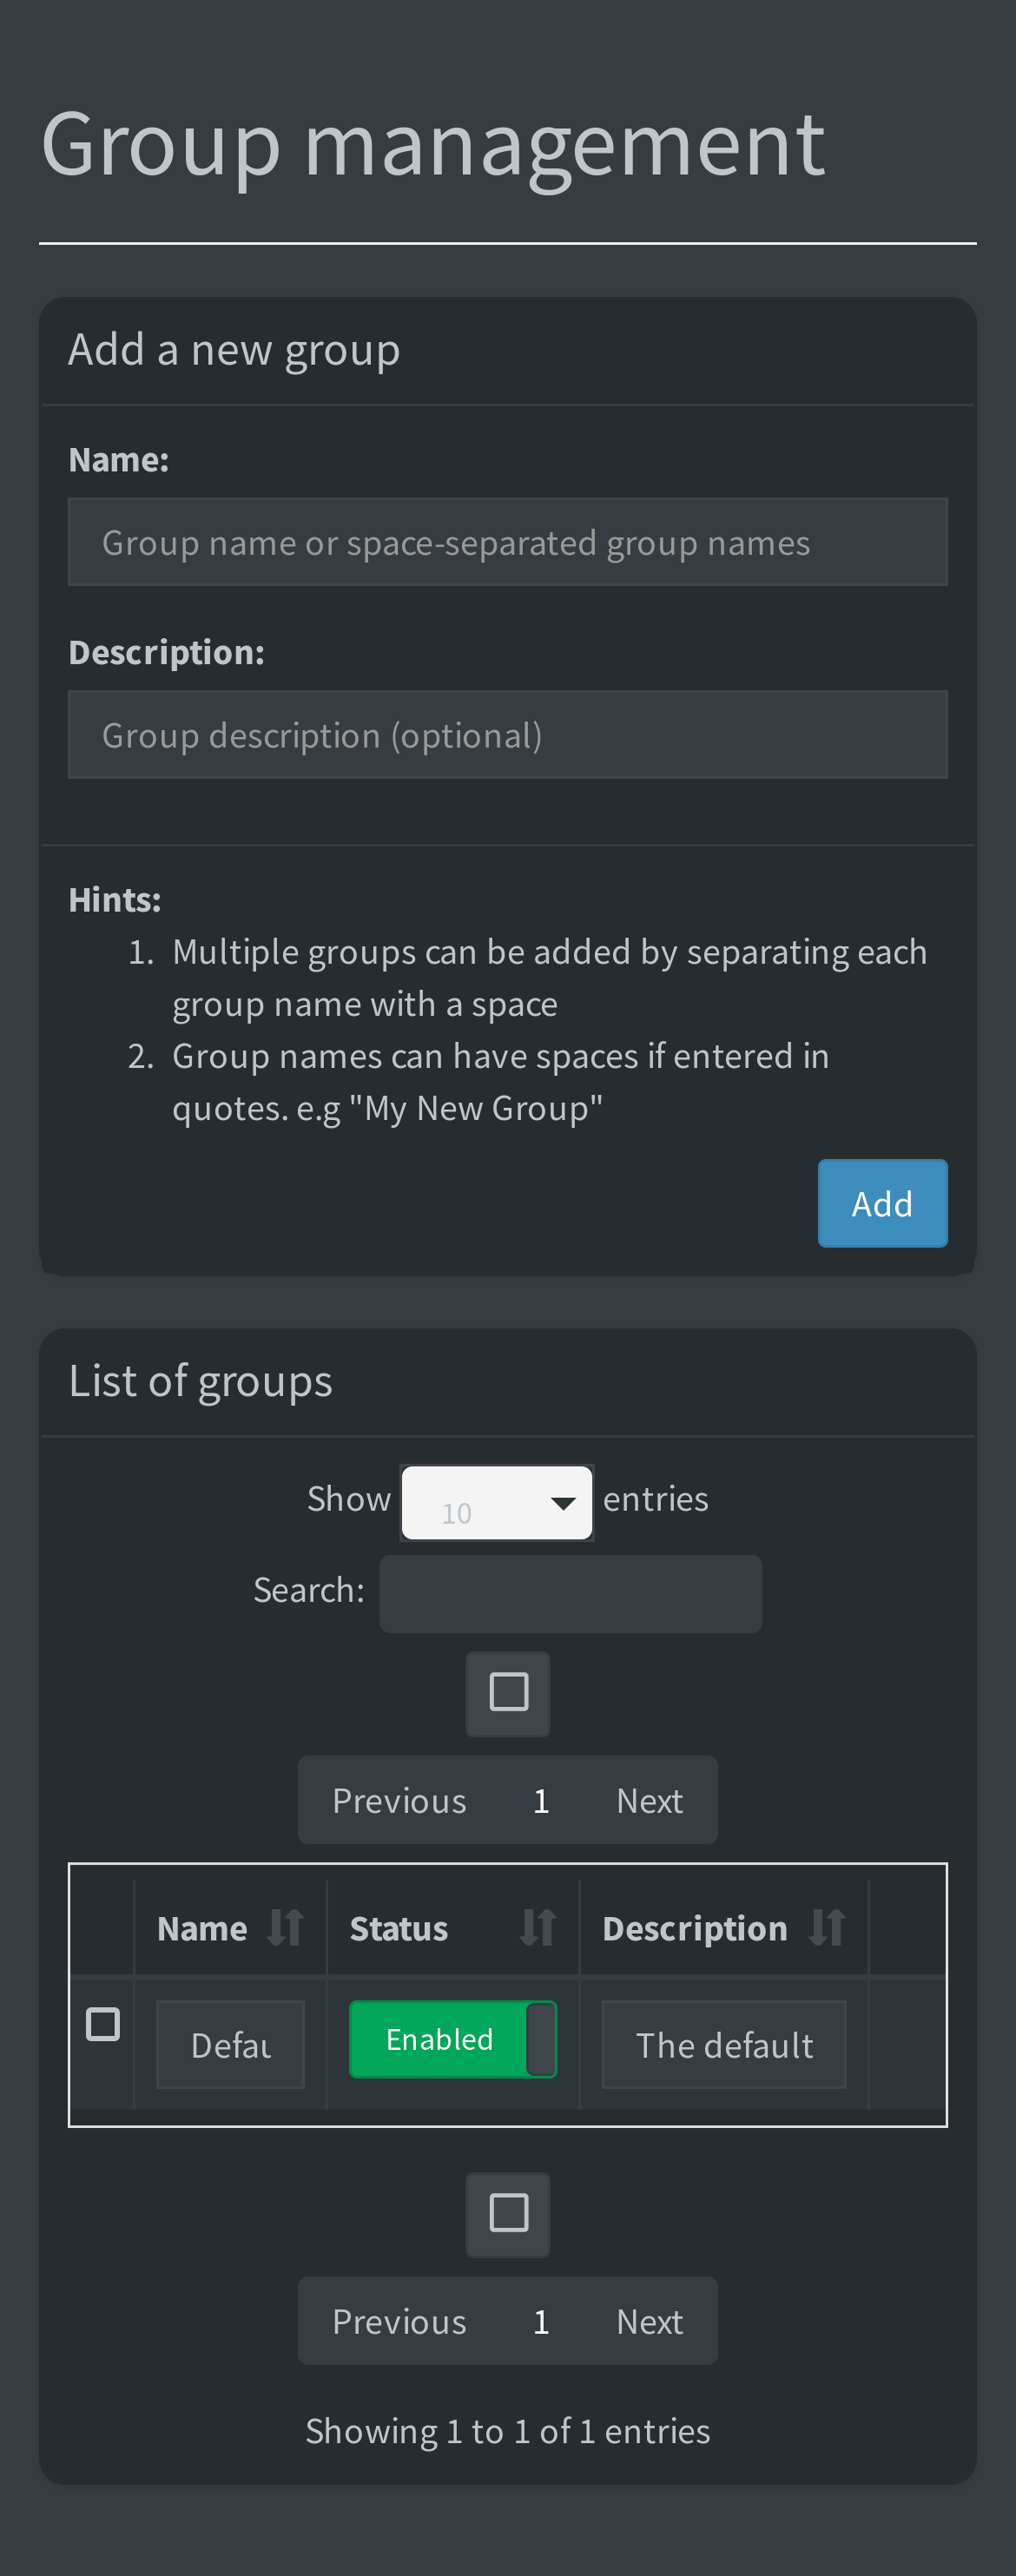 Group management
Add a new group
Name:
Group name or space-separated group names
Description:
Group description (optional)
Hints:
1. Multiple groups can be added by separating each
group name with a space
2. Group names can have spaces if entered in
quotes. e.g "My New Group"
Add
List of groups
Show 10 entries
Search:
Previous 1 Next
Name Status Description
Defau Enabled The default
Previous 1 Next
Showing 1 to 1 of 1 entries